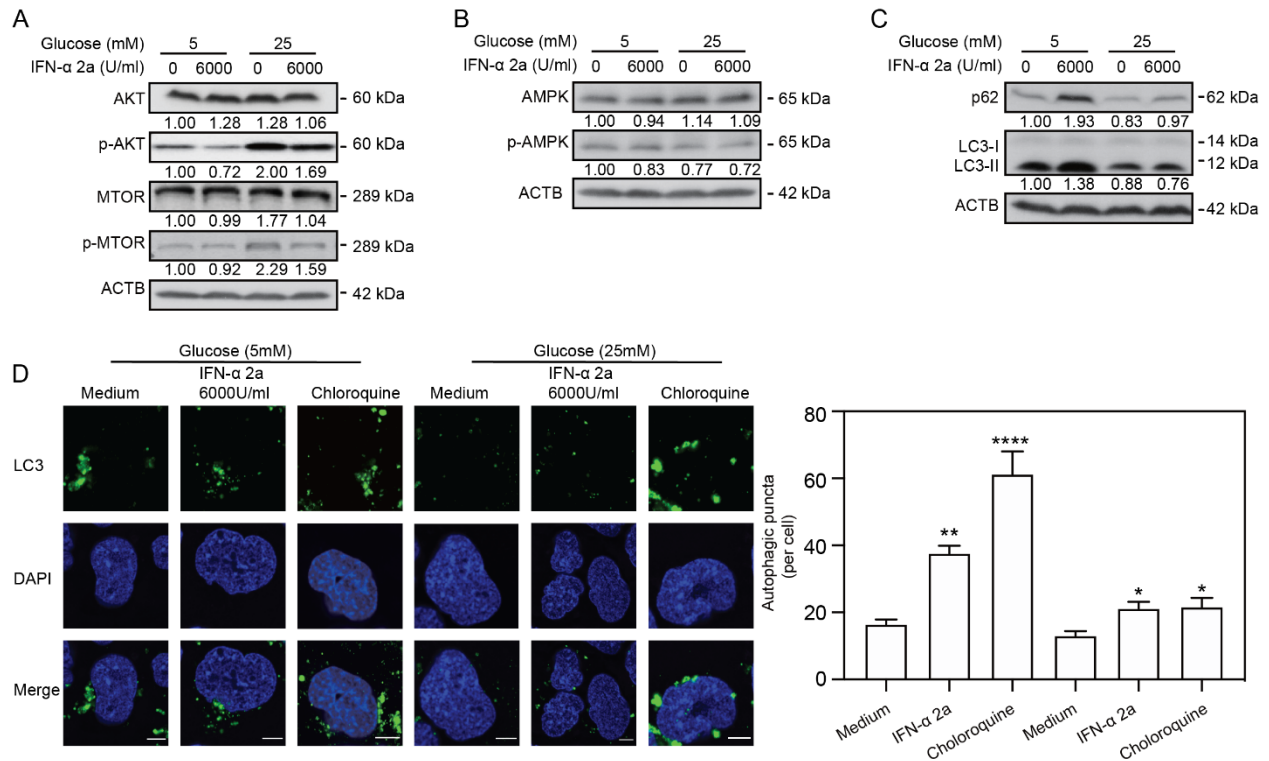 A
Glucose (mM) 5 25
IFN-α 2a (U/ml) 0 6000 0 6000
AKT - 60 kDa
1.00 1.28 1.28 1.06
p-AKT - 60 kDa
1.00 0.72 2.00 1.69
MTOR - 289 kDa
1.00 0.99 1.77 1.04
p-MTOR - 289 kDa
1.00 0.92 2.29 1.59
ACTB - 42 kDa
B
Glucose (mM) 5 25
IFN-α 2a (U/ml) 0 6000 0 6000
AMPK - 65 kDa
1.00 0.94 1.14 1.09
p-AMPK - 65 kDa
1.00 0.83 0.77 0.72
ACTB - 42 kDa
C
Glucose (mM) 5 25
IFN-α 2a (U/ml) 0 6000 0 6000
p62 - 62 kDa
1.00 1.93 0.83 0.97
LC3-I - 14 kDa
LC3-II - 12 kDa
1.00 1.38 0.88 0.76
ACTB - 42 kDa
D
Glucose (5mM) Glucose (25mM)
IFN-α 2a IFN-α 2a
Medium 6000U/ml Chloroquine Medium 6000U/ml Chloroquine
LC3
DAPI
Merge
Autophagic puncta
(per cell)
80
60
40
20
0
** **** * *
Medium
IFN-α 2a
Choloroquine
Medium
IFN-α 2a
Choloroquine